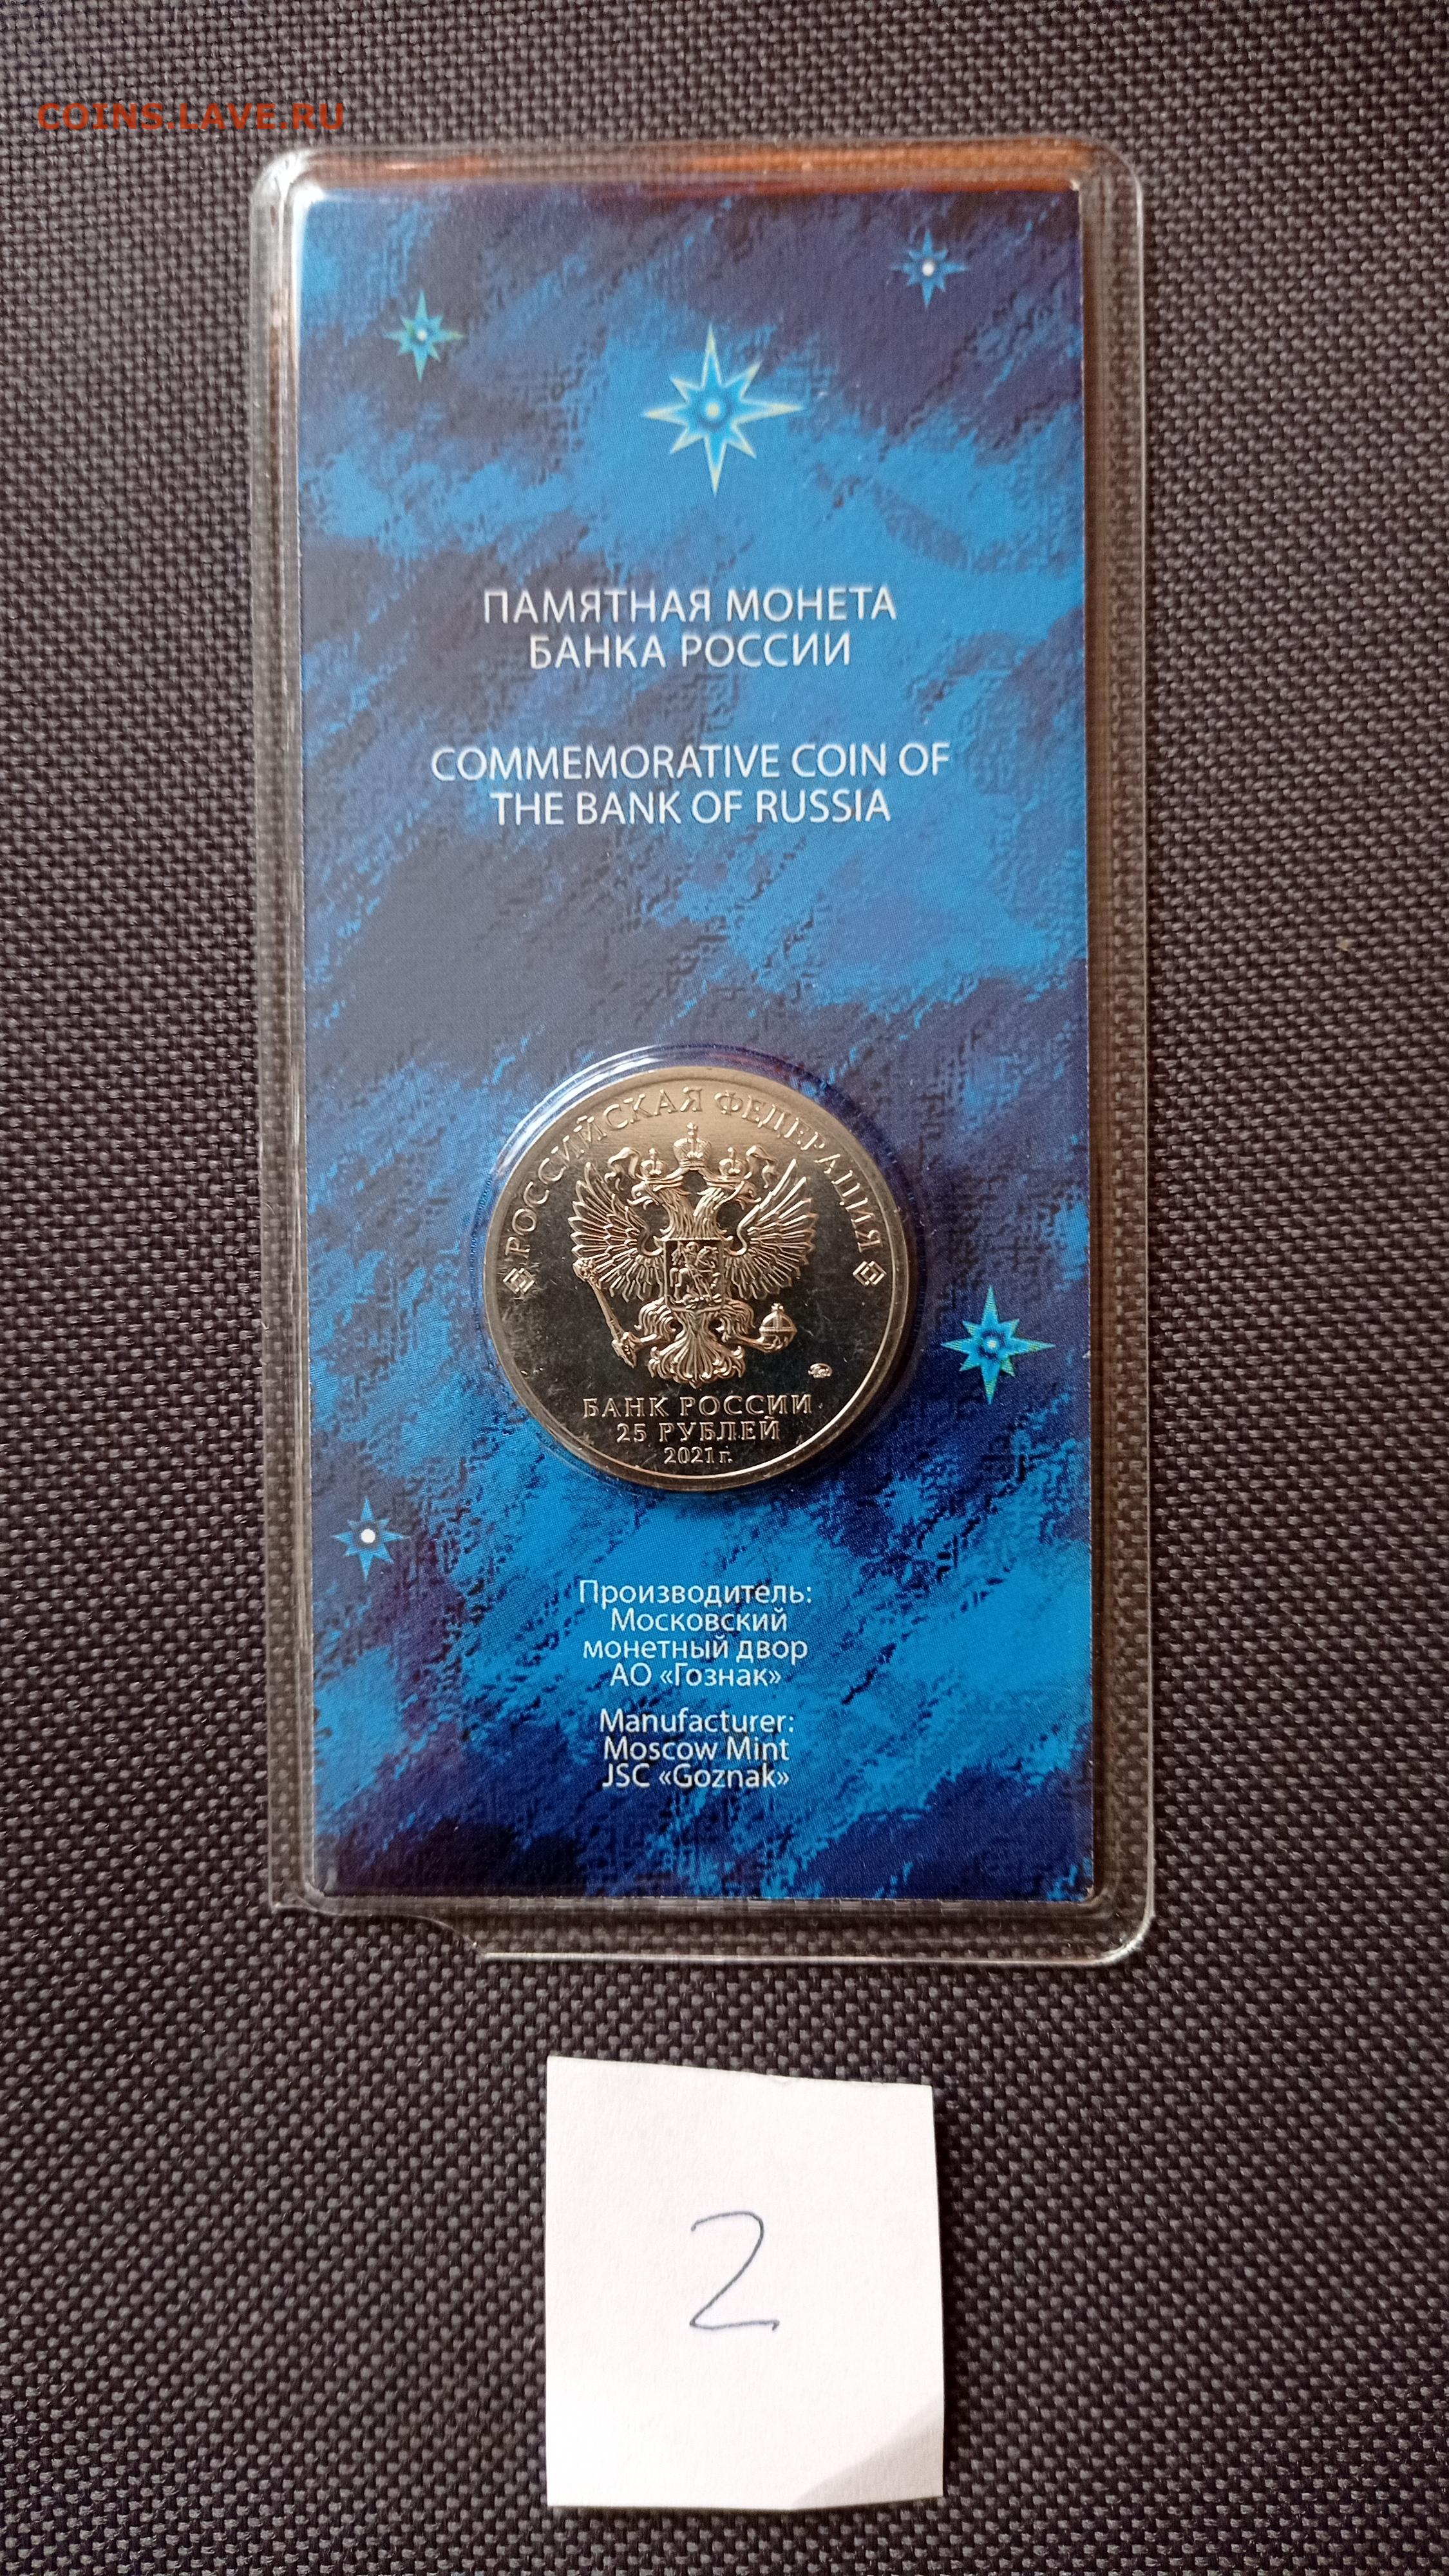 COINS.LAVE.RU
ПАМЯТНАЯ МОНЕТА
БАНКА РОССИИ
COMMEMORATIVE COIN OF
THE BANK OF RUSSIA
РОССИЙСКАЯ ФЕДЕРАЦИЯ
БАНК РОССИИ
25 РУБЛЕЙ
2021 г.
Производитель:
Московский
монетный двор
АО «Гознак»
Manufacturer:
Moscow Mint
JSC «Goznak»
2